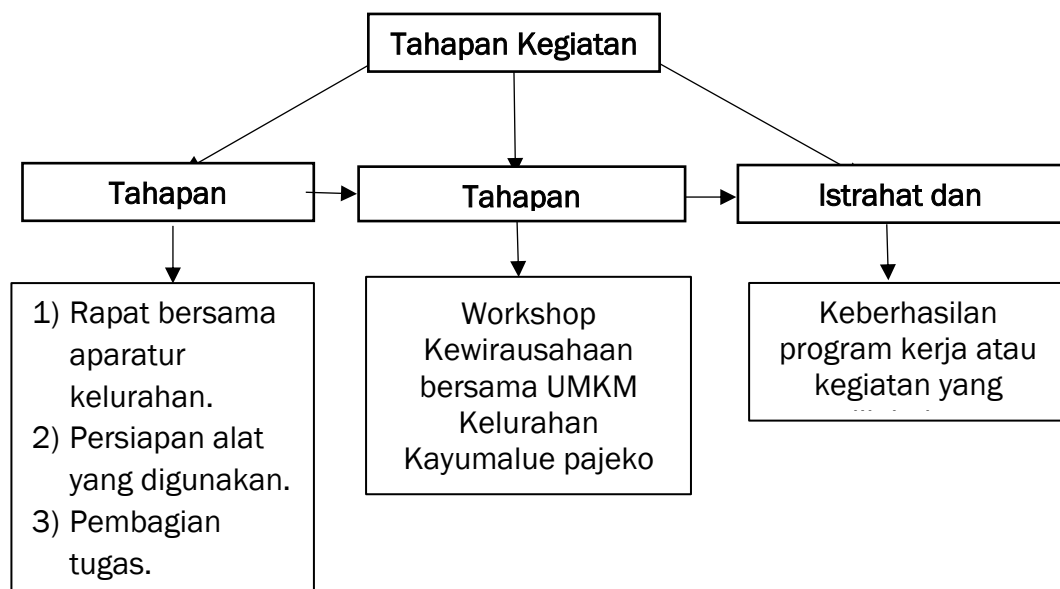 Tahapan Kegiatan
Tahapan
Tahapan
Istrahat dan
1) Rapat bersama
aparatur
kelurahan.
2) Persiapan alat
yang digunakan.
3) Pembagian
tugas.
Workshop
Kewirausahaan
bersama UMKM
Kelurahan
Kayumalue pajeko
Keberhasilan
program kerja atau
kegiatan yang